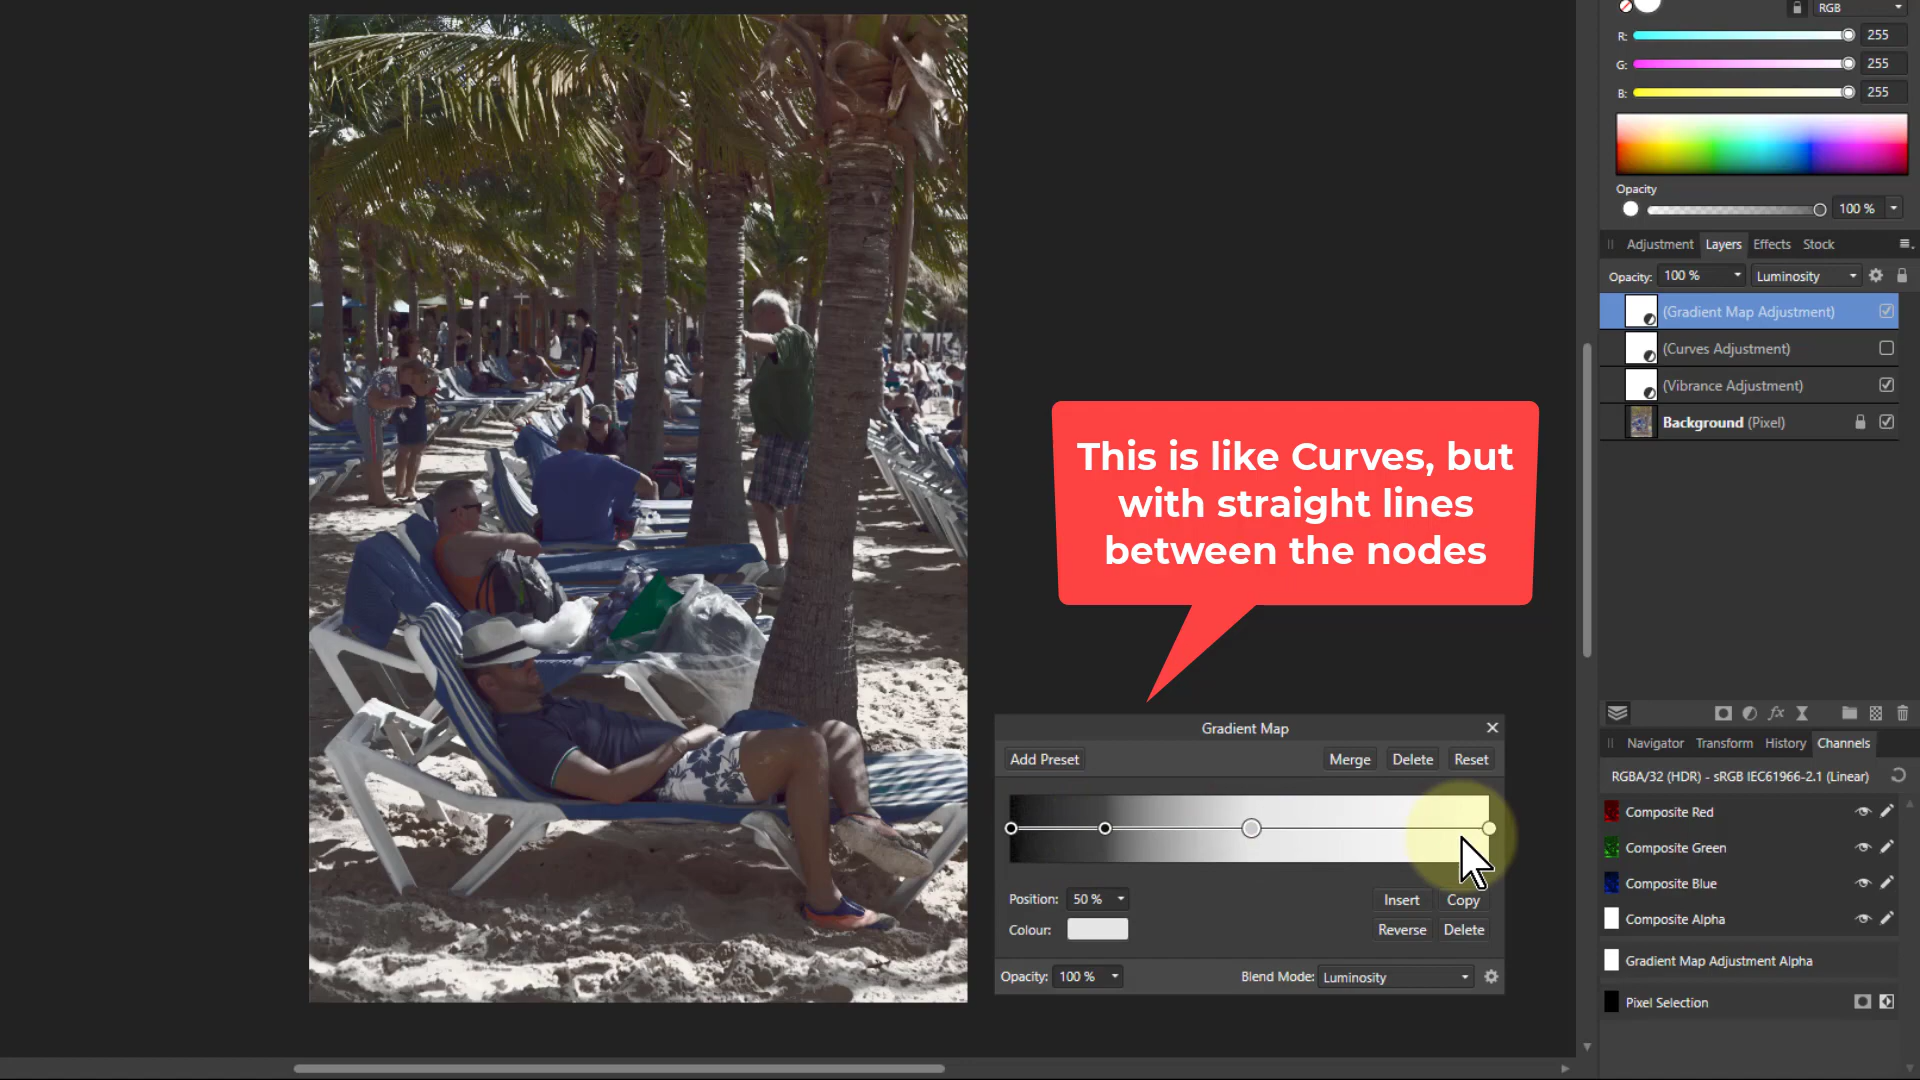 RGB
R: 255
G: 255
B: 255
Opacity
100 %
Adjustment Layers Effects Stock
Opacity: 100 % Luminosity
(Gradient Map Adjustment)
(Curves Adjustment)
(Vibrance Adjustment)
Background (Pixel)
This is like Curves, but
with straight lines
between the nodes
fx
Gradient Map
Add Preset Merge Delete Reset
Position: 50 % Insert Copy
Colour: Reverse Delete
Opacity: 100 % Blend Mode: Luminosity
Navigator Transform History Channels
RGBA/32 (HDR) - sRGB IEC61966-2.1 (Linear)
Composite Red
Composite Green
Composite Blue
Composite Alpha
Gradient Map Adjustment Alpha
Pixel Selection